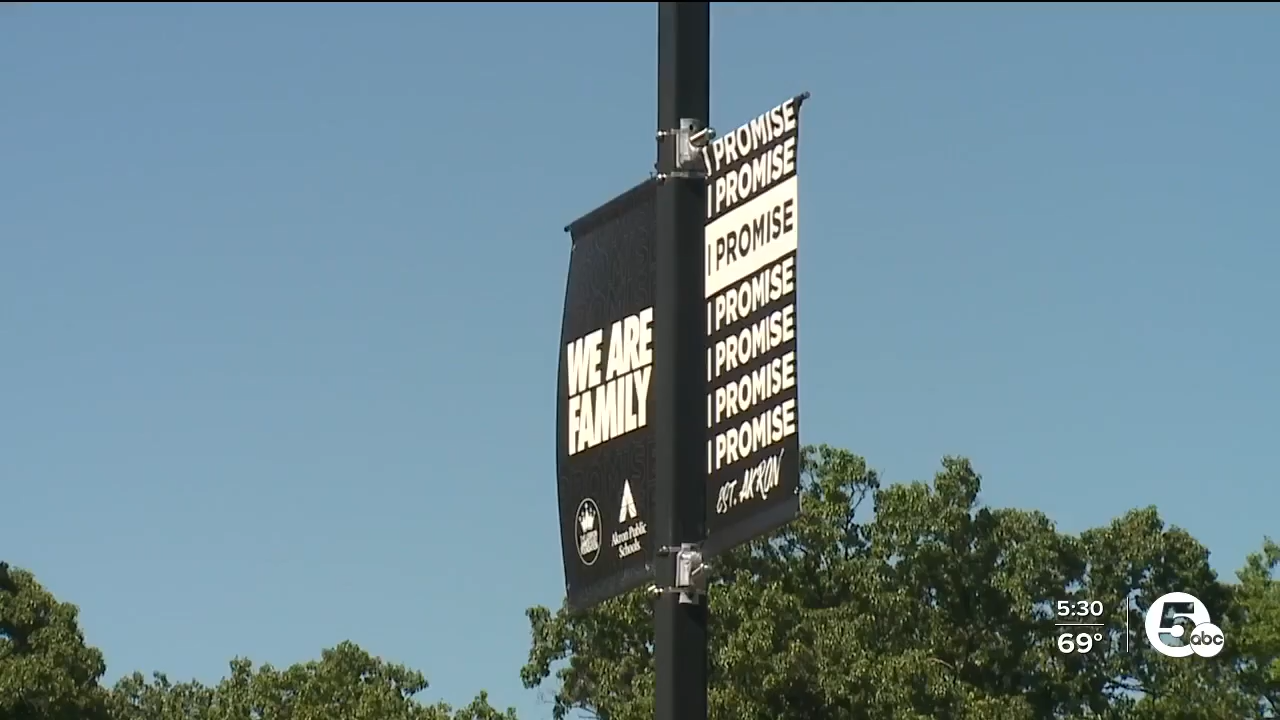 WE ARE
FAMILY
Akron Public
Schools
I PROMISE
I PROMISE
I PROMISE
I PROMISE
I PROMISE
I PROMISE
I PROMISE
EST. AKRON
5:30
69°
5
abc